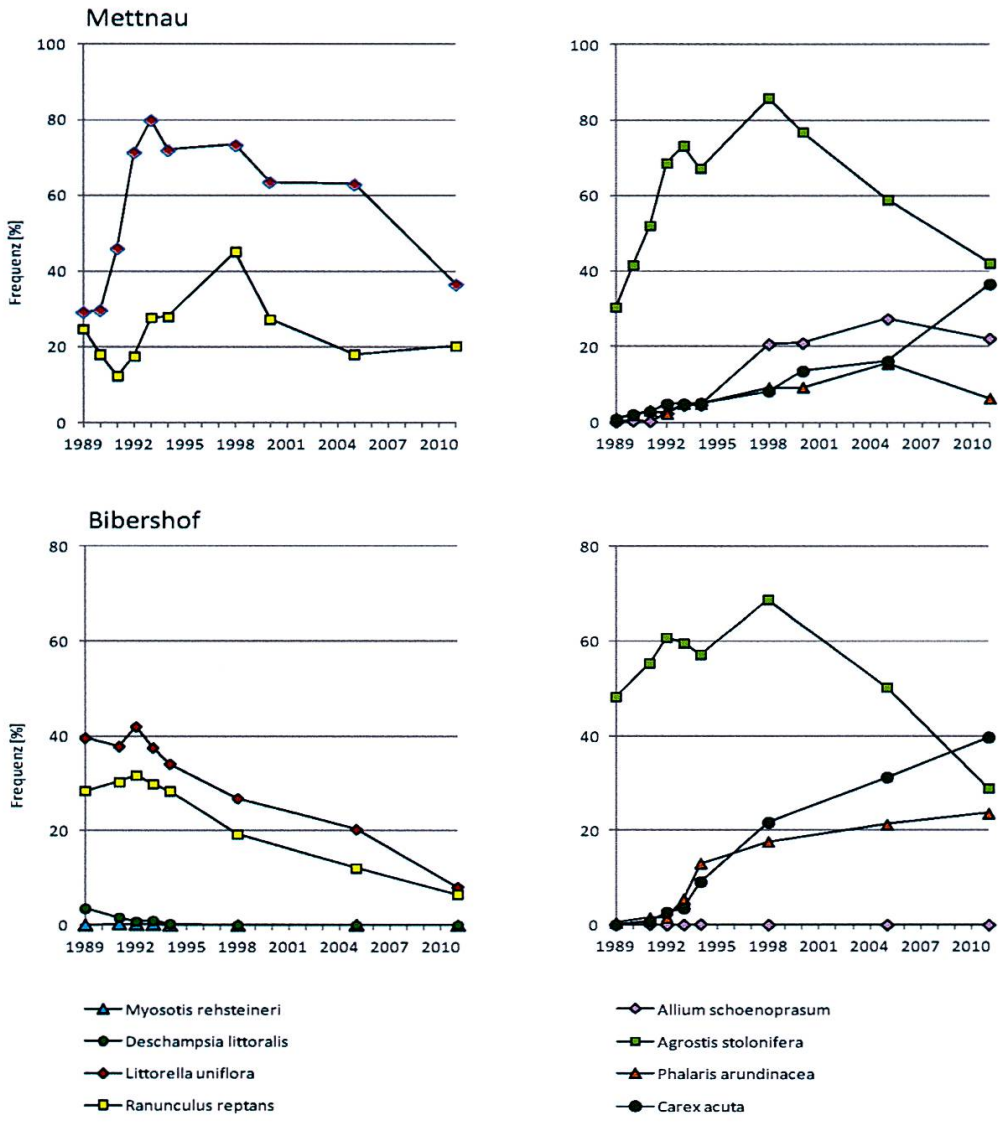 Mettnau
Frequenz [%]
100
80
60
40
20
0
1989 1992 1995 1998 2001 2004 2007 2010
100
80
60
40
20
0
1989 1992 1995 1998 2001 2004 2007 2010
Bibershof
Frequenz [%]
80
60
40
20
0
1989 1992 1995 1998 2001 2004 2007 2010
80
60
40
20
0
1989 1992 1995 1998 2001 2004 2007 2010
Myosotis rehsteineri
Deschampsia littoralis
Littorella uniflora
Ranunculus reptans
Allium schoenoprasum
Agrostis stolonifera
Phalaris arundinacea
Carex acuta